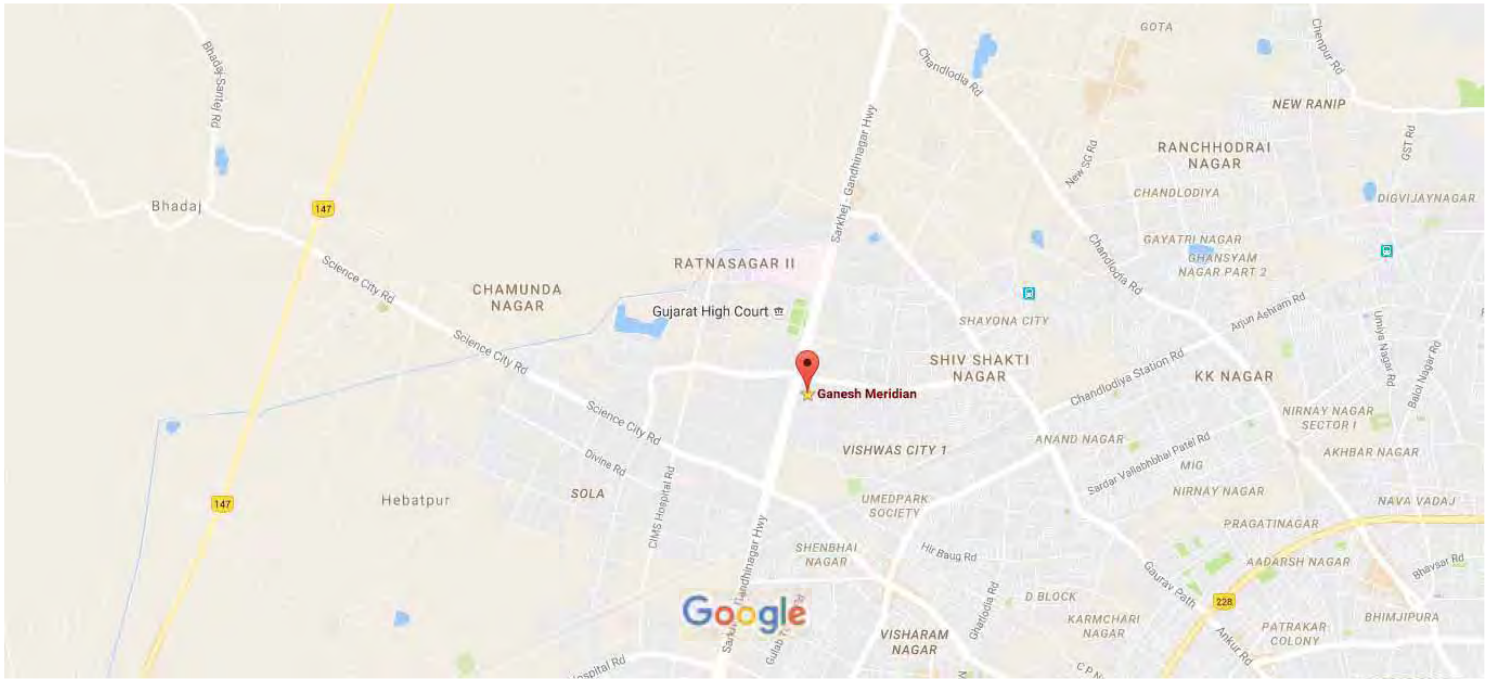 GOTA
Bhadaj-Santej Rd
Chandlodia Rd
Chenpur Rd
NEW RANIP
Sarkhej - Gandhinagar Hwy
New SG Rd
RANCHHODRAI
NAGAR
GST Rd
Bhadaj
147
CHANDLODIYA
DIGVIJAYNAGAR
Science City Rd
RATNASAGAR II
GAYATRI NAGAR
GHANSYAM
NAGAR PART 2
Chandlodia Rd
CHAMUNDA
NAGAR
Gujarat High Court
SHAYONA CITY
Arjun Ashram Rd
Umiya Nagar Rd
Science City Rd
SHIV SHAKTI
NAGAR
Chandlodiya Station Rd
KK NAGAR
Balol Nagar Rd
Ganesh Meridian
Science City Rd
NIRNAY NAGAR
SECTOR I
VISHWAS CITY 1
ANAND NAGAR
Sardar Vallabhbhai Patel Rd
AKHBAR NAGAR
Divine Rd
MIG
147
Hebatpur
SOLA
CIMS Hospital Rd
UMEDPARK
SOCIETY
NIRNAY NAGAR
NAVA VADAJ
PRAGATINAGAR
SHENBHAI
NAGAR
Hir Baug Rd
AADARSH NAGAR
Bhavsar Rd
Gandhinagar Hwy
Gaurav Path
Google
Ghatlodia Rd
D BLOCK
228
KARMCHARI
NAGAR
BHIMJIPURA
VISHARAM
NAGAR
PATRAKAR
COLONY
Ankur Rd
Gulab
ospital Rd
C P N